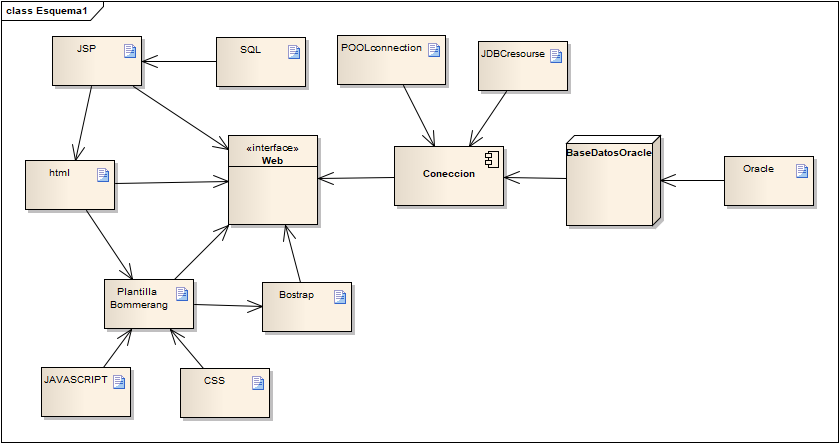 class Esquema1
JSP
SQL
POOLconnection
JDBCresourse
«interface»
Web
html
Coneccion
BaseDatosOracle
Oracle
Plantilla
Bommerang
Bostrap
JAVASCRIPT
CSS